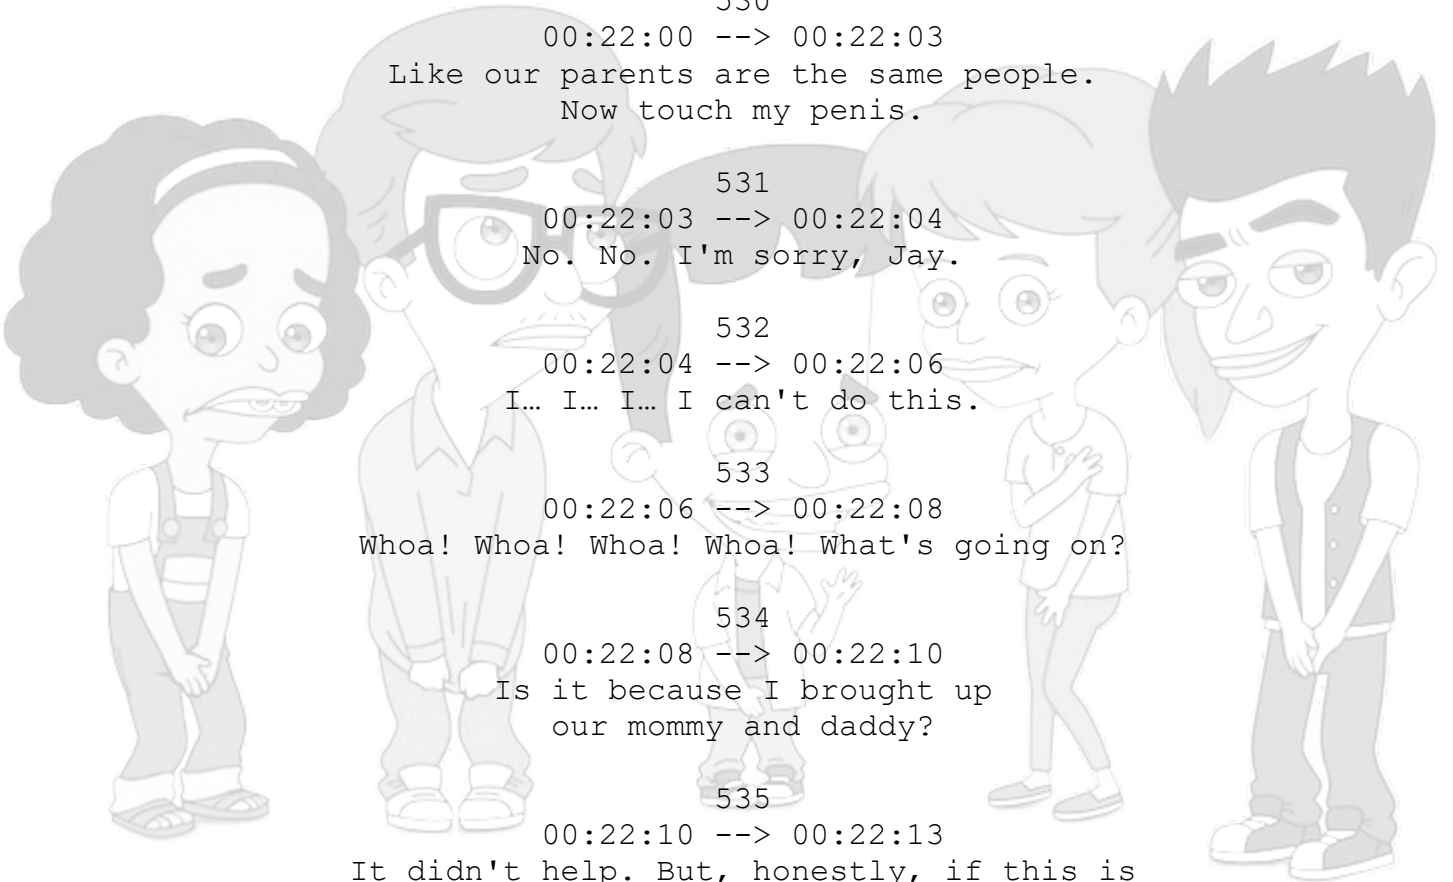 530
00:22:00 --> 00:22:03
Like our parents are the same people.
Now touch my penis.
531
00:22:03 --> 00:22:04
No. No. I'm sorry, Jay.
532
00:22:04 --> 00:22:06
I… I… I… I can't do this.
533
00:22:06 --> 00:22:08
Whoa! Whoa! Whoa! Whoa! What's going on?
534
00:22:08 --> 00:22:10
Is it because I brought up
our mommy and daddy?
535
00:22:10 --> 00:22:13
It didn't help. But, honestly, if this is